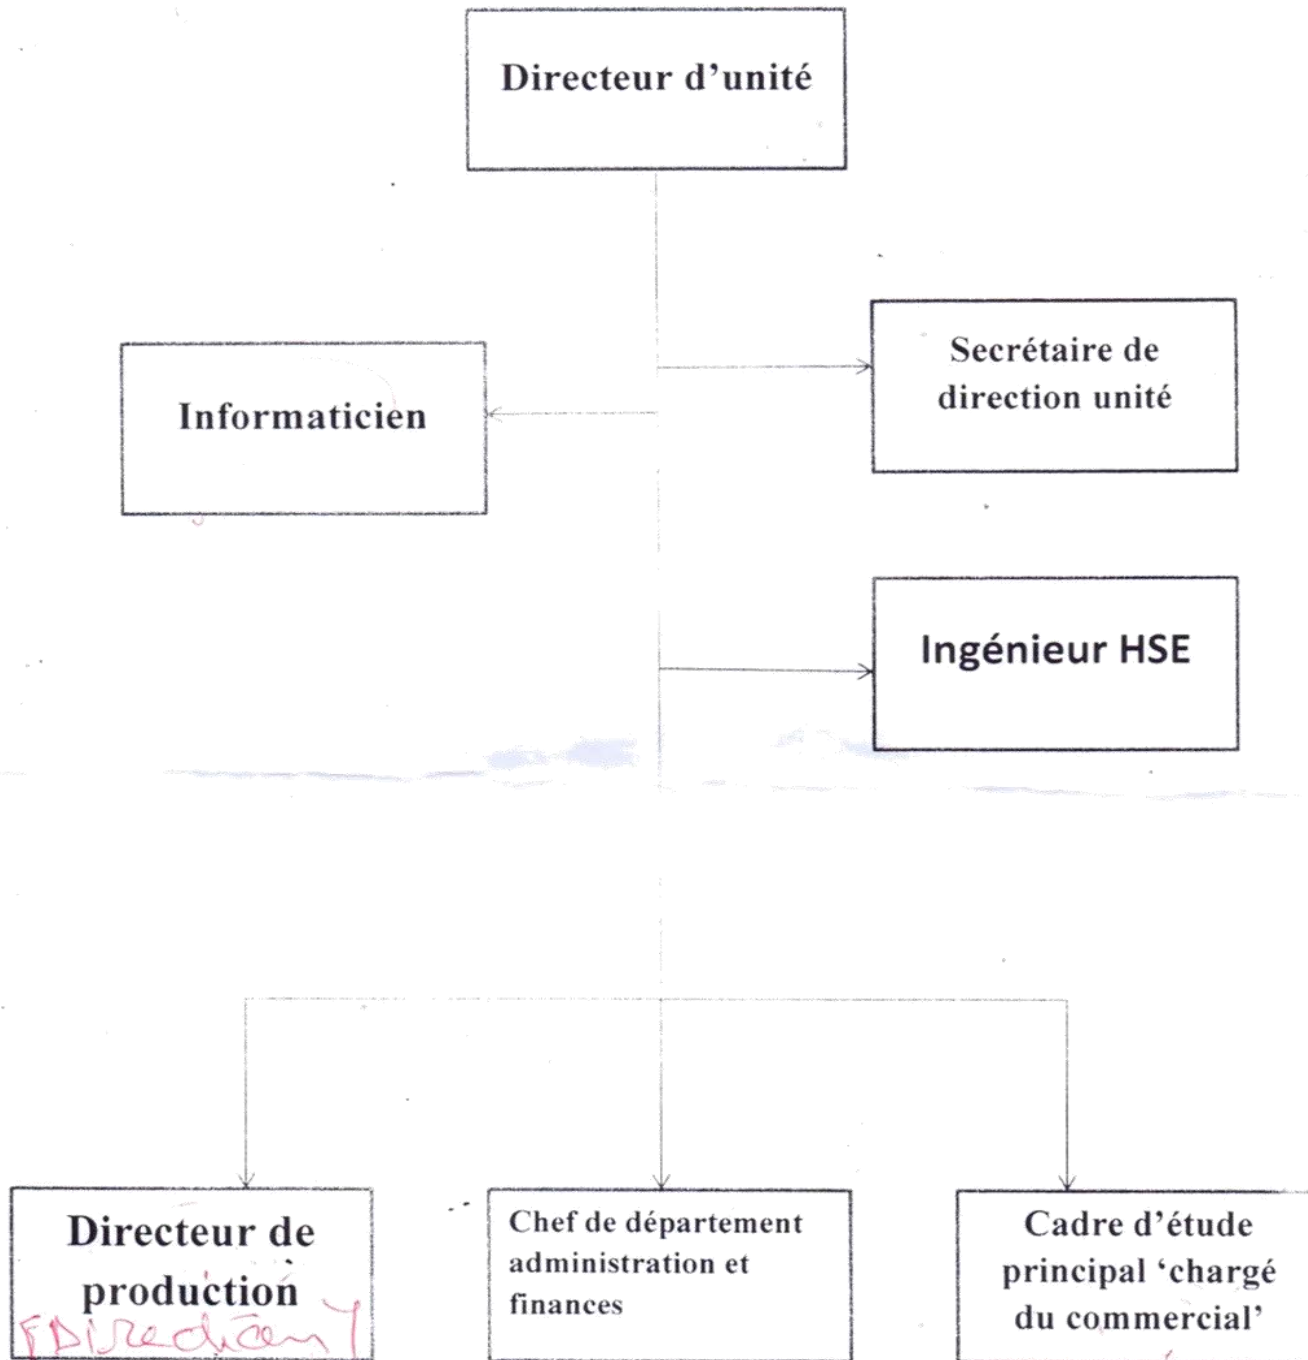 Directeur d'unité
Secrétaire de
direction unité
Informaticien
Ingénieur HSE
Directeur de
production
Chef de département
administration et
finances
Cadre d'étude
principal ‘chargé
du commercial’